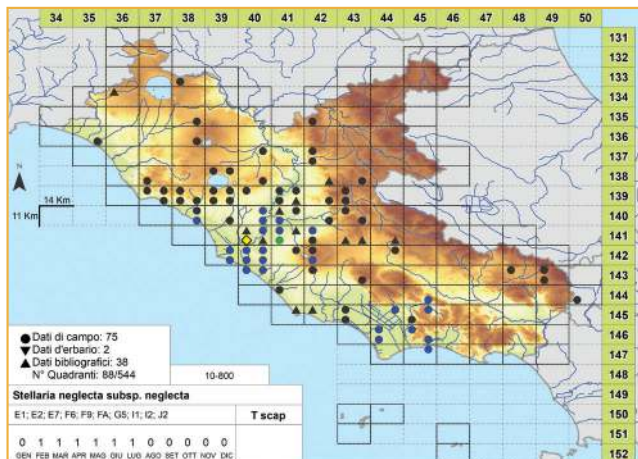 34 35 36 37 38 39 40 41 42 43 44 45 46 47 48 49 50
131
132
133
134
135
136
137
138
139
140
141
142
143
144
145
146
147
148
149
150
151
152
N
14 Km
11 Km
Dati di campo: 75
Dati d'erbario: 2
Dati bibliografici: 38
N° Quadranti: 88/544
10-800
Stellaria neglecta subsp. neglecta
E1; E2; E7; F6; F9; FA; G5; I1; I2; J2 T scap
0 1 1 1 1 1 1 0 0 0 0 0
GEN FEB MAR APR MAG GIU LUG AGO SET OTT NOV DIC